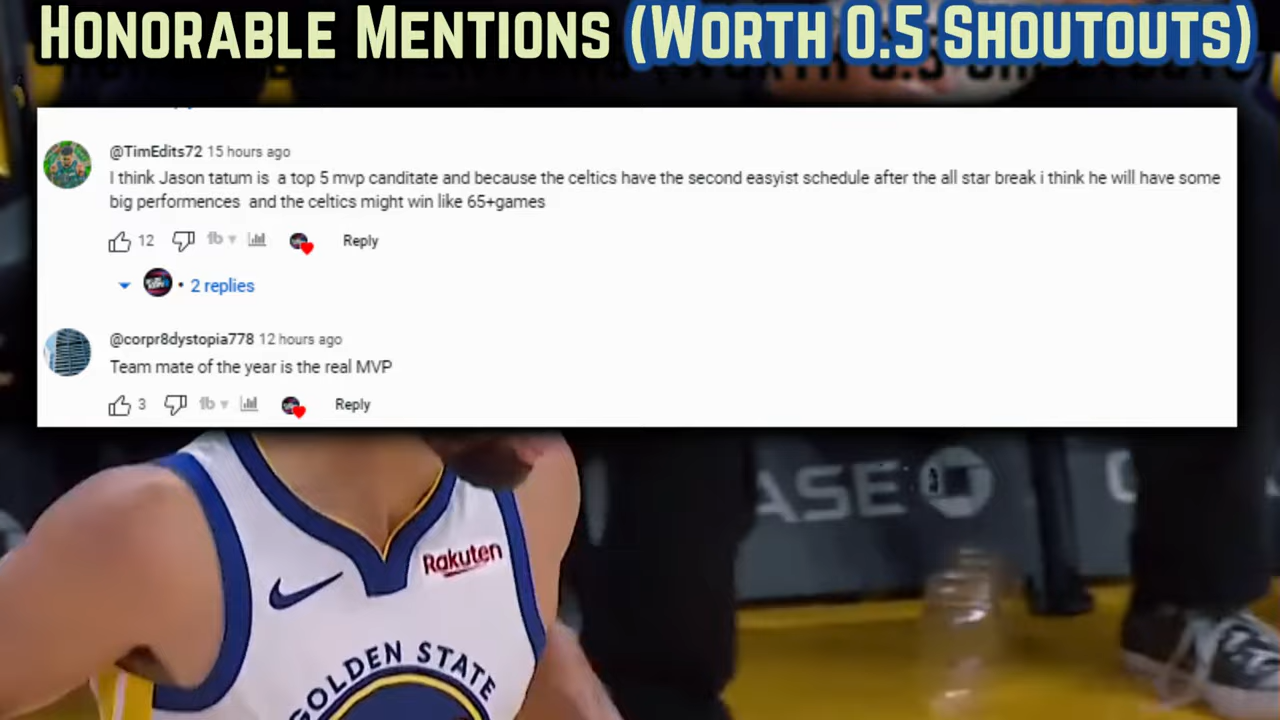 HONORABLE MENTIONS (WORTH 0.5 SHOUTOUTS)
@TimEdits72 15 hours ago
I think Jason tatum is a top 5 mvp canditate and because the celtics have the second easyist schedule after the all star break i think he will have some
big performences and the celtics might win like 65+games
12 Reply
2 replies
@corpr8dystopia778 12 hours ago
Team mate of the year is the real MVP
3 Reply
ASE
Rakuten
GOLDEN STATE